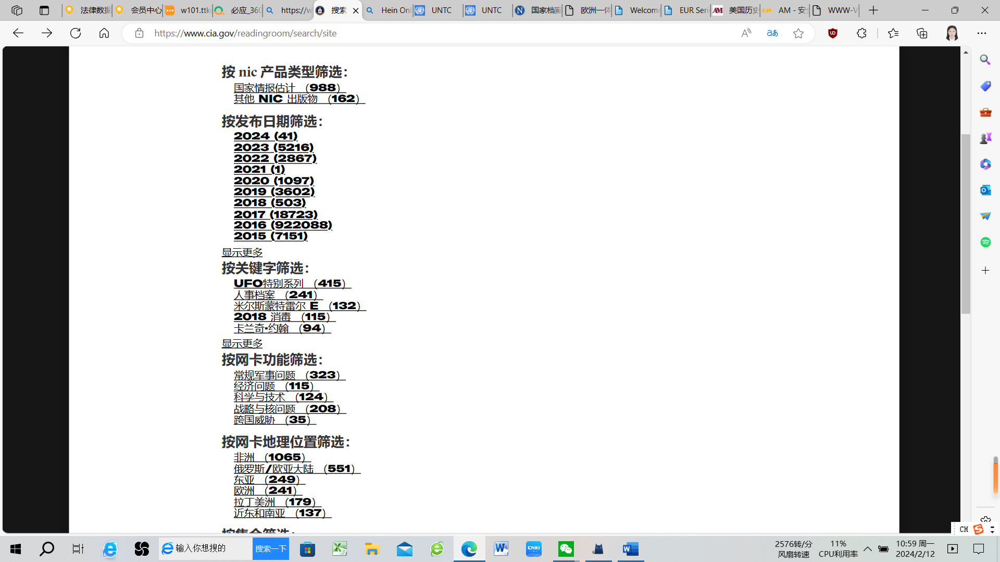 法律数据
会员中心
w101.ttk
必应_360
https://w
搜索
Hein Onl
UNTC
UNTC
国家档案
欧洲一体
Welcome
EUR Seri
美国历史
AM - 安全
WWW-V
https://www.cia.gov/readingroom/search/site
按 nic 产品类型筛选：
国家情报估计 （988）
其他 NIC 出版物 （162）
按发布日期筛选：
2024 (41)
2023 (5216)
2022 (2867)
2021 (1)
2020 (1097)
2019 (3602)
2018 (503)
2017 (18723)
2016 (922088)
2015 (7151)
显示更多
按关键字筛选：
UFO特别系列 （415）
人事档案 （241）
米尔斯蒙特雷尔 E （132）
2018 消毒 （115）
卡兰奇·约翰 （94）
显示更多
按网卡功能筛选：
常规军事问题 （323）
经济问题 （115）
科学与技术 （124）
战略与核问题 （208）
跨国威胁 （35）
按网卡地理位置筛选：
非洲 （1065）
俄罗斯/欧亚大陆 （551）
东亚 （249）
欧洲 （241）
拉丁美洲 （179）
近东和南亚 （137）
按集合筛选：
CH
输入你想搜的
搜索一下
CNKI
2576转/分
风扇转速
11%
CPU利用率
10:59 周一
2024/2/12